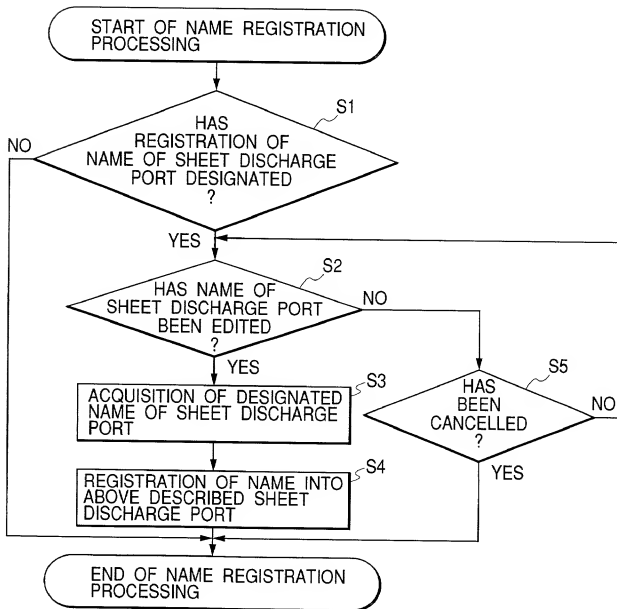 START OF NAME REGISTRATION
PROCESSING
S1
HAS
REGISTRATION OF
NAME OF SHEET DISCHARGE
PORT DESIGNATED
?
NO
YES
S2
HAS NAME OF
SHEET DISCHARGE PORT
BEEN EDITED
?
NO
YES
S5
HAS
BEEN
CANCELLED
?
NO
YES
S3
ACQUISITION OF DESIGNATED
NAME OF SHEET DISCHARGE
PORT
S4
REGISTRATION OF NAME INTO
ABOVE DESCRIBED SHEET
DISCHARGE PORT
END OF NAME REGISTRATION
PROCESSING